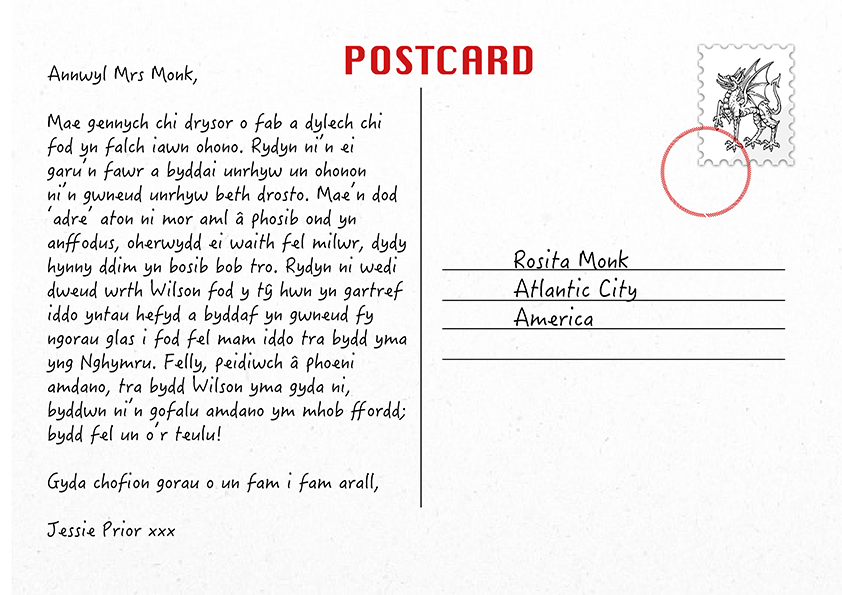 POSTCARD
Annwyl Mrs Monk,
Mae gennych chi drysor o fab a dylech chi
fod yn falch iawn ohono. Rydyn ni'n ei
garu'n fawr a byddai unrhyw un ohonon
ni'n gwneud unrhyw beth drosto. Mae'n dod
'adre' aton ni mor aml â phosib ond yn
anffodus, oherwydd ei waith fel milwr, dydy
hynny ddim yn bosib bob tro. Rydyn ni wedi
dweud wrth Wilson fod y tŷ hwn yn gartref
iddo yntau hefyd a byddaf yn gwneud fy
ngorau glas i fod fel mam iddo tra bydd yma
yng Nghymru. Felly, peidiwch â phoeni
amdano, tra bydd Wilson yma gyda ni,
byddwn ni'n gofalu amdano ym mhob ffordd;
bydd fel un o'r teulu!
Gyda chofion gorau o un fam i fam arall,
Jessie Prior xxx
Rosita Monk
Atlantic City
America